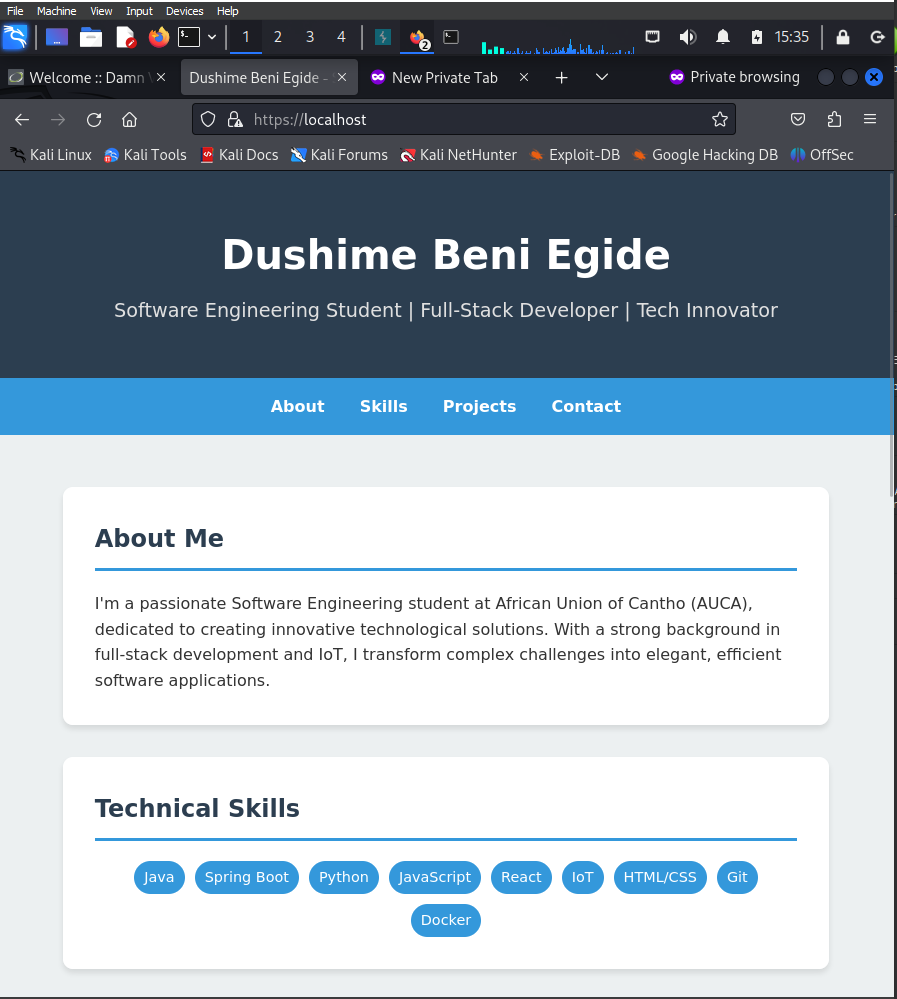 File Machine View Input Devices Help
1 2 3 4 2 15:35
Welcome :: Damn Dushime Beni Egide - New Private Tab Private browsing
https://localhost
Kali Linux Kali Tools Kali Docs Kali Forums Kali NetHunter Exploit-DB Google Hacking DB OffSec
Dushime Beni Egide
Software Engineering Student | Full-Stack Developer | Tech Innovator
About Skills Projects Contact
About Me
I'm a passionate Software Engineering student at African Union of Cantho (AUCA),
dedicated to creating innovative technological solutions. With a strong background in
full-stack development and IoT, I transform complex challenges into elegant, efficient
software applications.
Technical Skills
Java Spring Boot Python JavaScript React IoT HTML/CSS Git
Docker